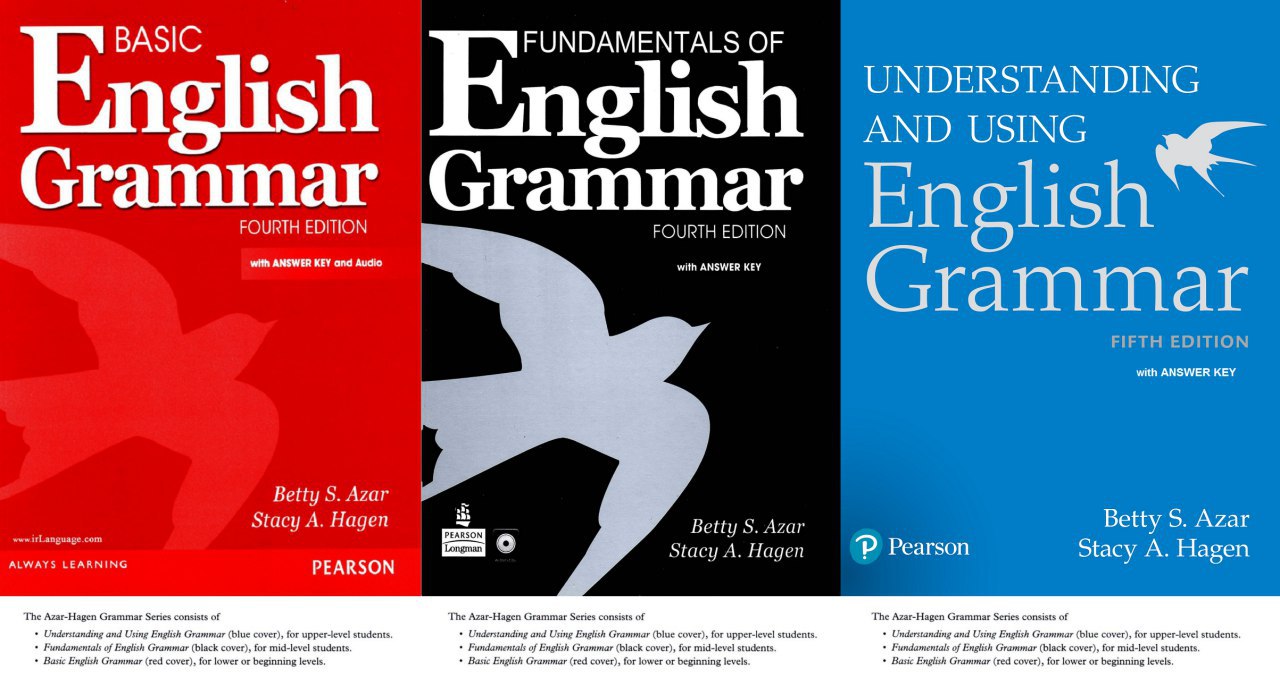 BASIC
English
Grammar
FOURTH EDITION
with ANSWER KEY and Audio
Betty S. Azar
Stacy A. Hagen
www.irLanguage.com
ALWAYS LEARNING
PEARSON
The Azar-Hagen Grammar Series consists of
• Understanding and Using English Grammar (blue cover), for upper-level students.
• Fundamentals of English Grammar (black cover), for mid-level students.
• Basic English Grammar (red cover), for lower or beginning levels.
FUNDAMENTALS OF
English
Grammar
FOURTH EDITION
with ANSWER KEY
Betty S. Azar
Stacy A. Hagen
PEARSON
Longman
The Azar-Hagen Grammar Series consists of
• Understanding and Using English Grammar (blue cover), for upper-level students.
• Fundamentals of English Grammar (black cover), for mid-level students.
• Basic English Grammar (red cover), for lower or beginning levels.
UNDERSTANDING
AND USING
English
Grammar
FIFTH EDITION
with ANSWER KEY
Betty S. Azar
Stacy A. Hagen
P Pearson
The Azar-Hagen Grammar Series consists of
• Understanding and Using English Grammar (blue cover), for upper-level students.
• Fundamentals of English Grammar (black cover), for mid-level students.
• Basic English Grammar (red cover), for lower or beginning levels.